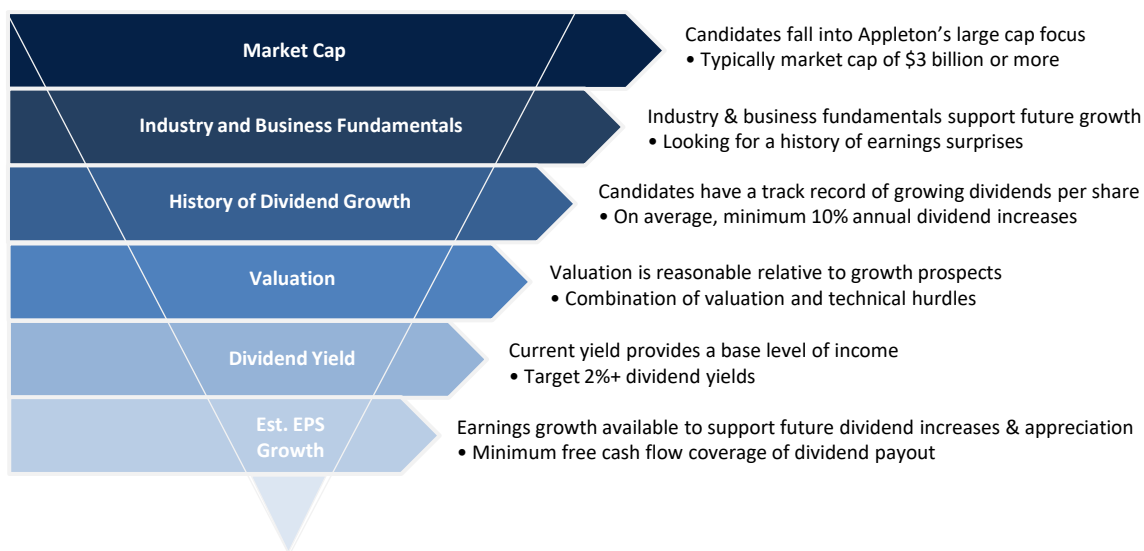 Market Cap
Candidates fall into Appleton's large cap focus
• Typically market cap of $3 billion or more
Industry and Business Fundamentals
Industry & business fundamentals support future growth
• Looking for a history of earnings surprises
History of Dividend Growth
Candidates have a track record of growing dividends per share
• On average, minimum 10% annual dividend increases
Valuation
Valuation is reasonable relative to growth prospects
• Combination of valuation and technical hurdles
Dividend Yield
Current yield provides a base level of income
• Target 2%+ dividend yields
Est. EPS
Growth
Earnings growth available to support future dividend increases & appreciation
• Minimum free cash flow coverage of dividend payout